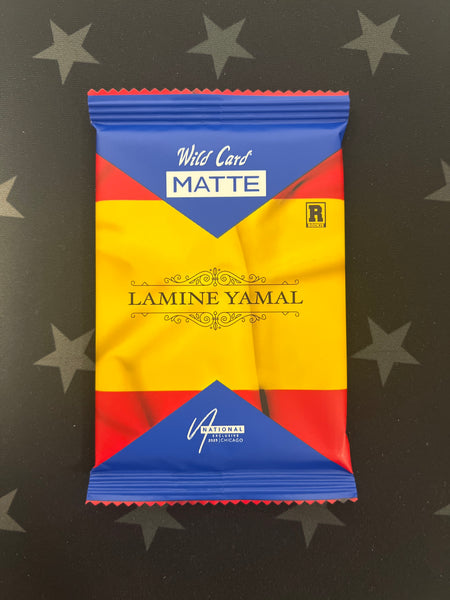 Wild Card
MATTE
R
ROOKIE
LAMINE YAMAL
NATIONAL
EXCLUSIVE
2025 | CHICAGO